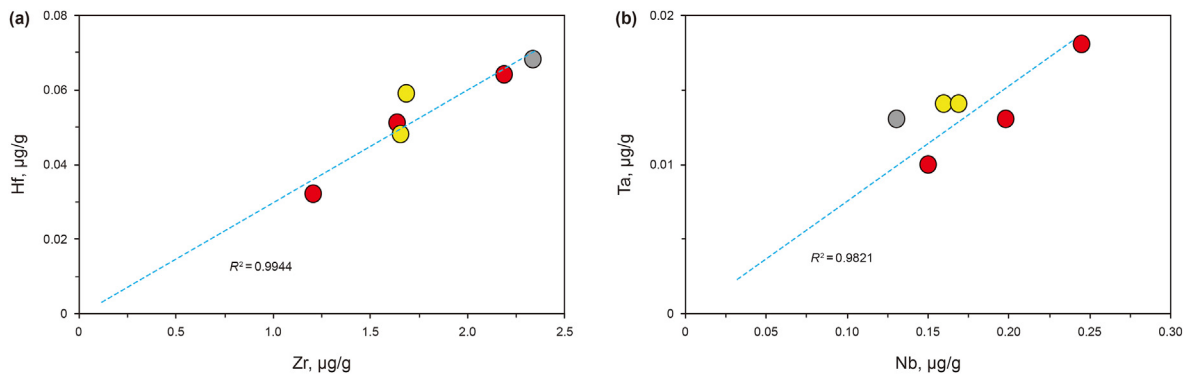 (a)
0.08
0.06
0.04
0.02
0
Hf, µg/g
R² = 0.9944
0 0.5 1.0 1.5 2.0 2.5
Zr, µg/g
(b)
0.02
0.01
0
Ta, µg/g
R² = 0.9821
0 0.05 0.10 0.15 0.20 0.25 0.30
Nb, µg/g